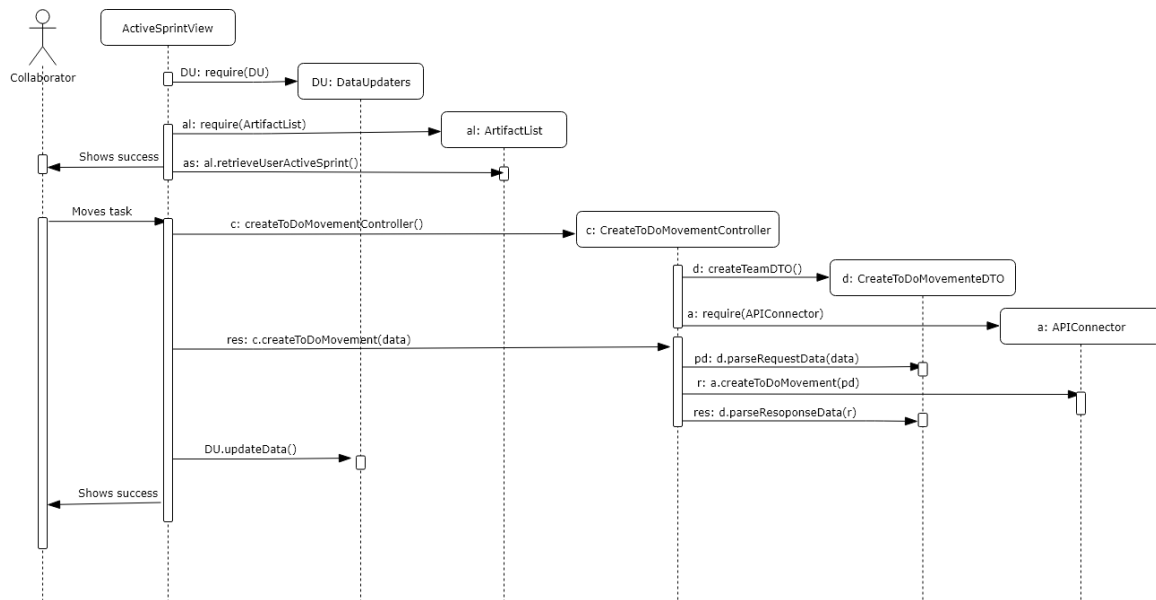 ActiveSprintView
Collaborator
DU: require(DU)
DU: DataUpdaters
al: require(ArtifactList)
al: ArtifactList
Shows success
as: al.retrieveUserActiveSprint()
Moves task
c: createToDoMovementController()
c: CreateToDoMovementController
d: createTeamDTO()
d: CreateToDoMovementeDTO
a: require(APIConnector)
a: APIConnector
res: c.createToDoMovement(data)
pd: d.parseRequestData(data)
r: a.createToDoMovement(pd)
res: d.parseResoponseData(r)
DU.updateData()
Shows success